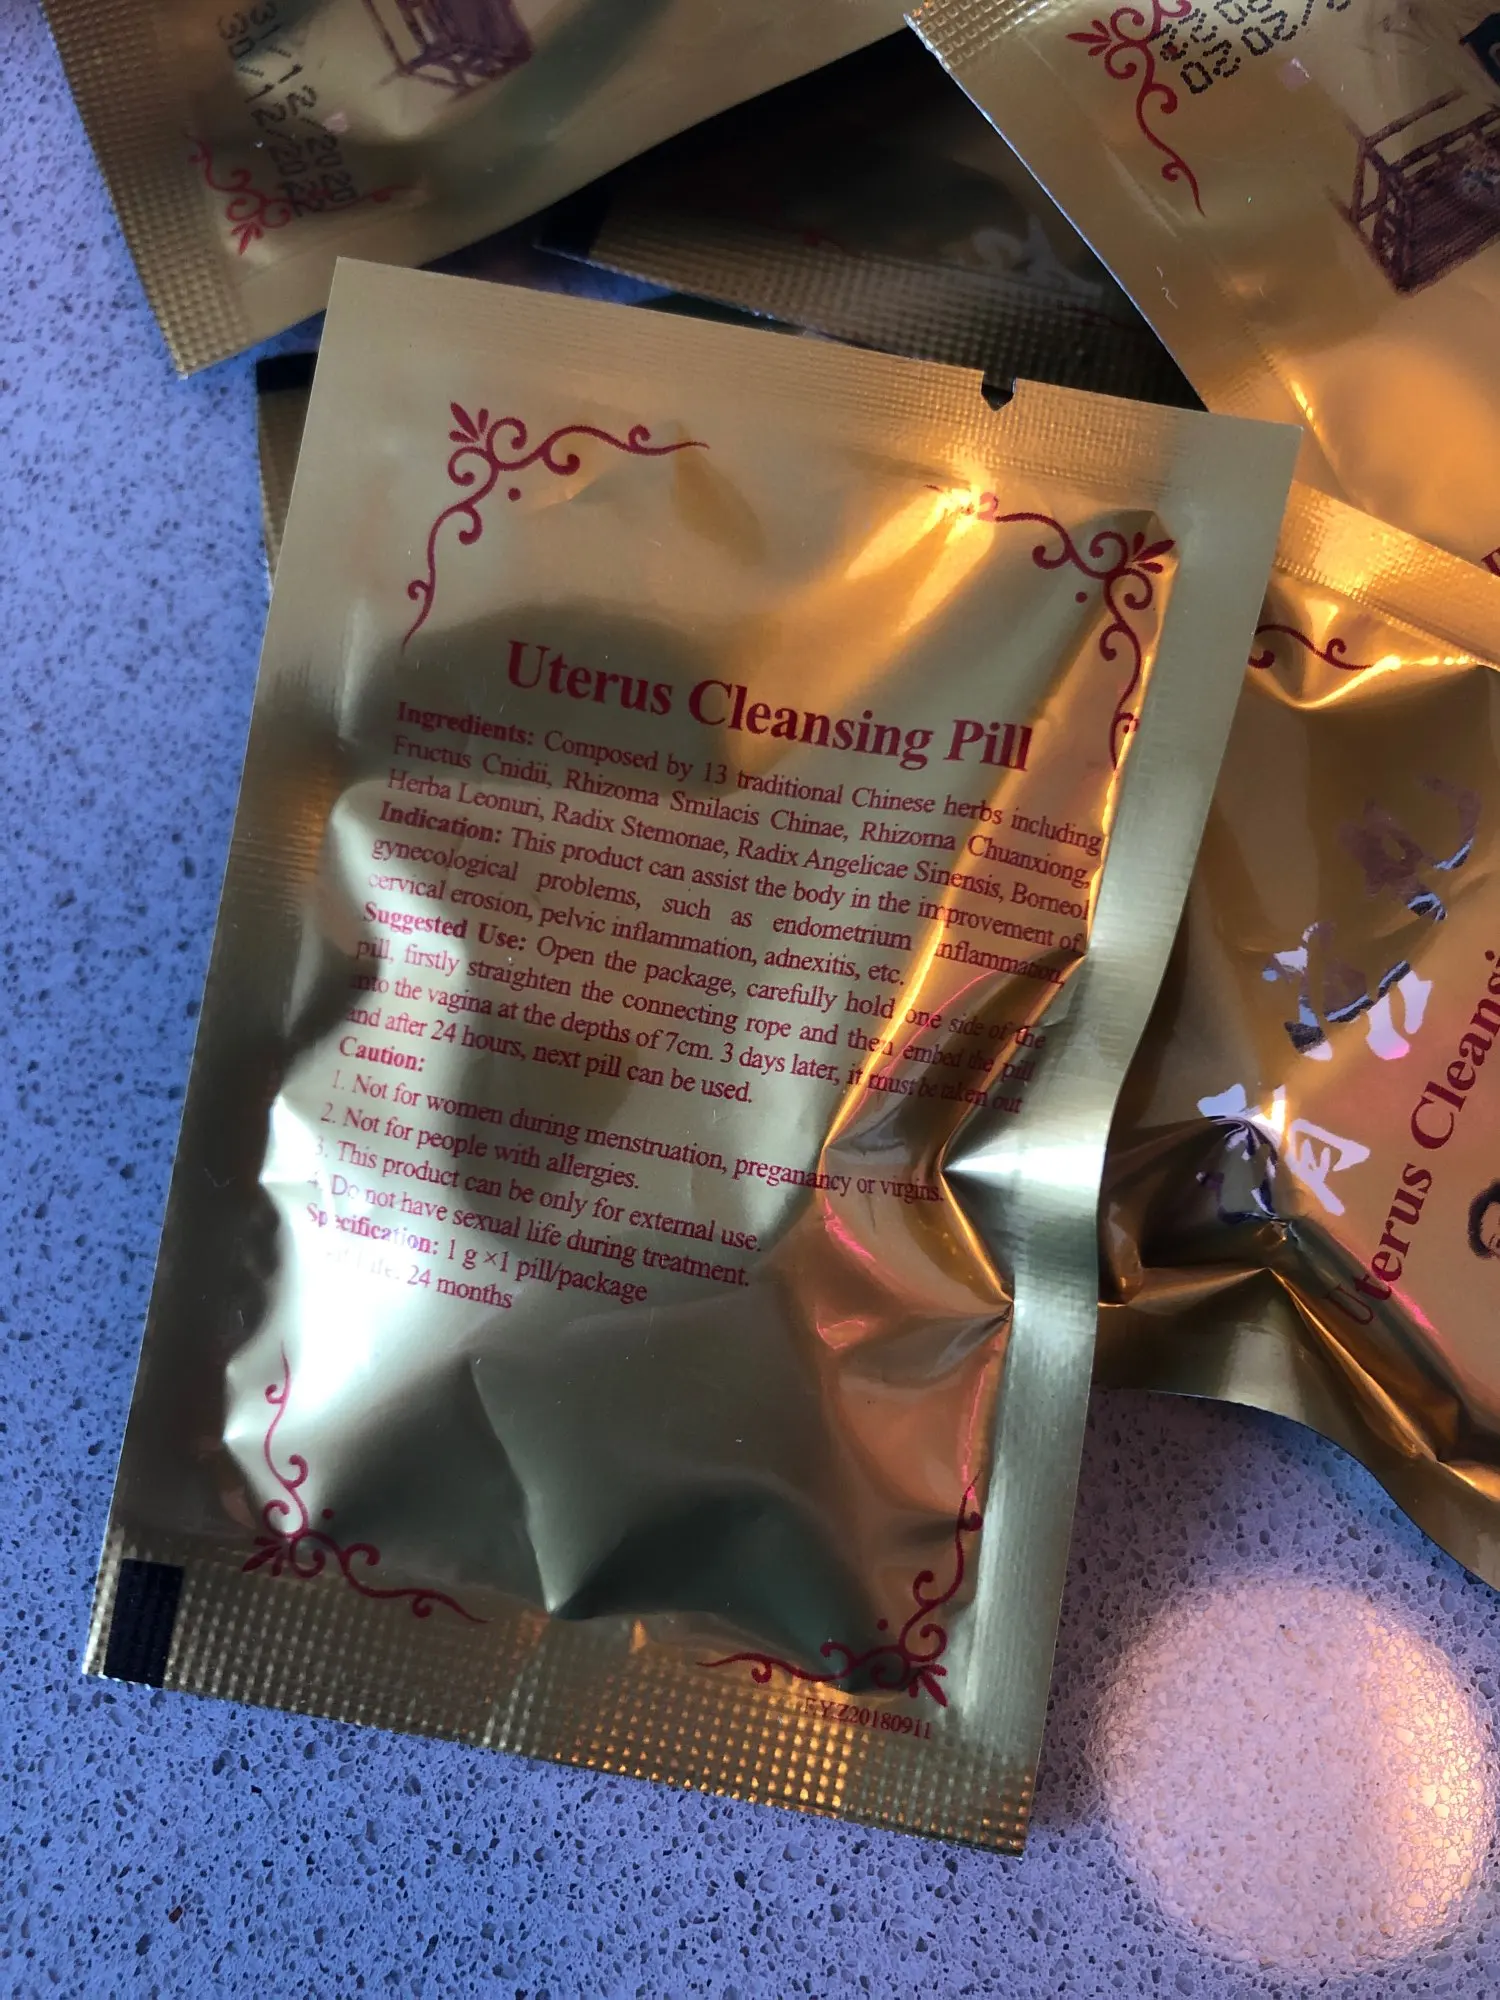 31/12/2020
30/12/2022
Uterus Cleansing Pill
Ingredients: Composed by 13 traditional Chinese herbs including
Fructus Cnidii, Rhizoma Smilacis Chinae, Rhizoma Chuanxiong,
Herba Leonuri, Radix Stemonae, Radix Angelicae Sinensis, Borneol
Indication: This product can assist the body in the improvement of
gynecological problems, such as endometrium inflammation,
cervical erosion, pelvic inflammation, adnexitis, etc.
Suggested Use: Open the package, carefully hold one side of the
pill, firstly straighten the connecting rope and then embed the pill
into the vagina at the depths of 7cm. 3 days later, it must be taken out
and after 24 hours, next pill can be used.
Caution:
1. Not for women during menstruation, preganancy or virgins.
2. Not for people with allergies.
3. This product can be only for external use.
4. Do not have sexual life during treatment.
Specification: 1 g ×1 pill/package
24 months
F.Y.Z20180911
Uterus Cleansi